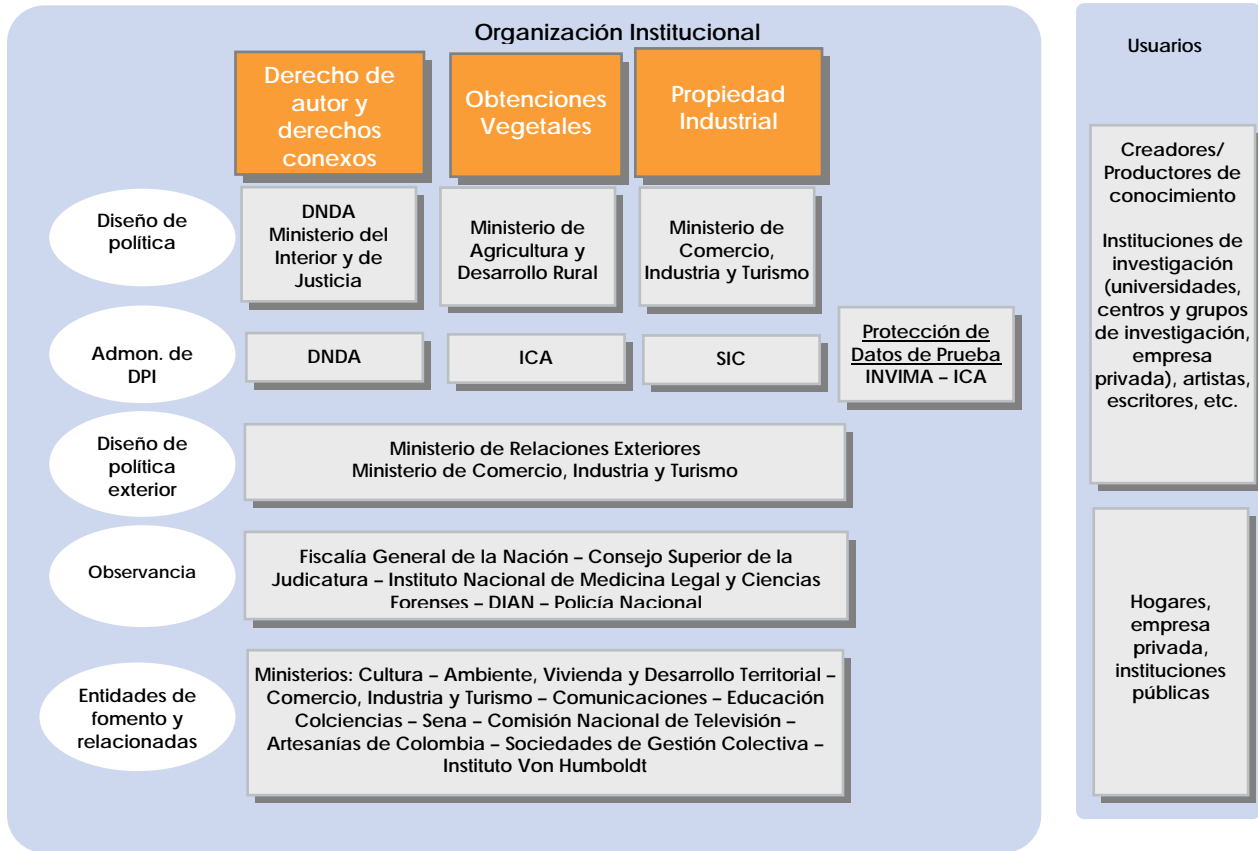 Organización Institucional
Usuarios
Derecho de
autor y
derechos
conexos
Obtenciones
Vegetales
Propiedad
Industrial
Diseño de
política
DNDA
Ministerio del
Interior y de
Justicia
Ministerio de
Agricultura y
Desarrollo Rural
Ministerio de
Comercio,
Industria y Turismo
Admon. de
DPI
DNDA
ICA
SIC
Protección de
Datos de Prueba
INVIMA – ICA
Diseño de
política
exterior
Ministerio de Relaciones Exteriores
Ministerio de Comercio, Industria y Turismo
Observancia
Fiscalía General de la Nación – Consejo Superior de la
Judicatura – Instituto Nacional de Medicina Legal y Ciencias
Forenses – DIAN – Policía Nacional
Entidades de
fomento y
relacionadas
Ministerios: Cultura – Ambiente, Vivienda y Desarrollo Territorial –
Comercio, Industria y Turismo – Comunicaciones – Educación
Colciencias – Sena – Comisión Nacional de Televisión –
Artesanías de Colombia – Sociedades de Gestión Colectiva –
Instituto Von Humboldt
Creadores/
Productores de
conocimiento
Instituciones de
investigación
(universidades,
centros y grupos
de investigación,
empresa
privada), artistas,
escritores, etc.
Hogares,
empresa
privada,
instituciones
públicas